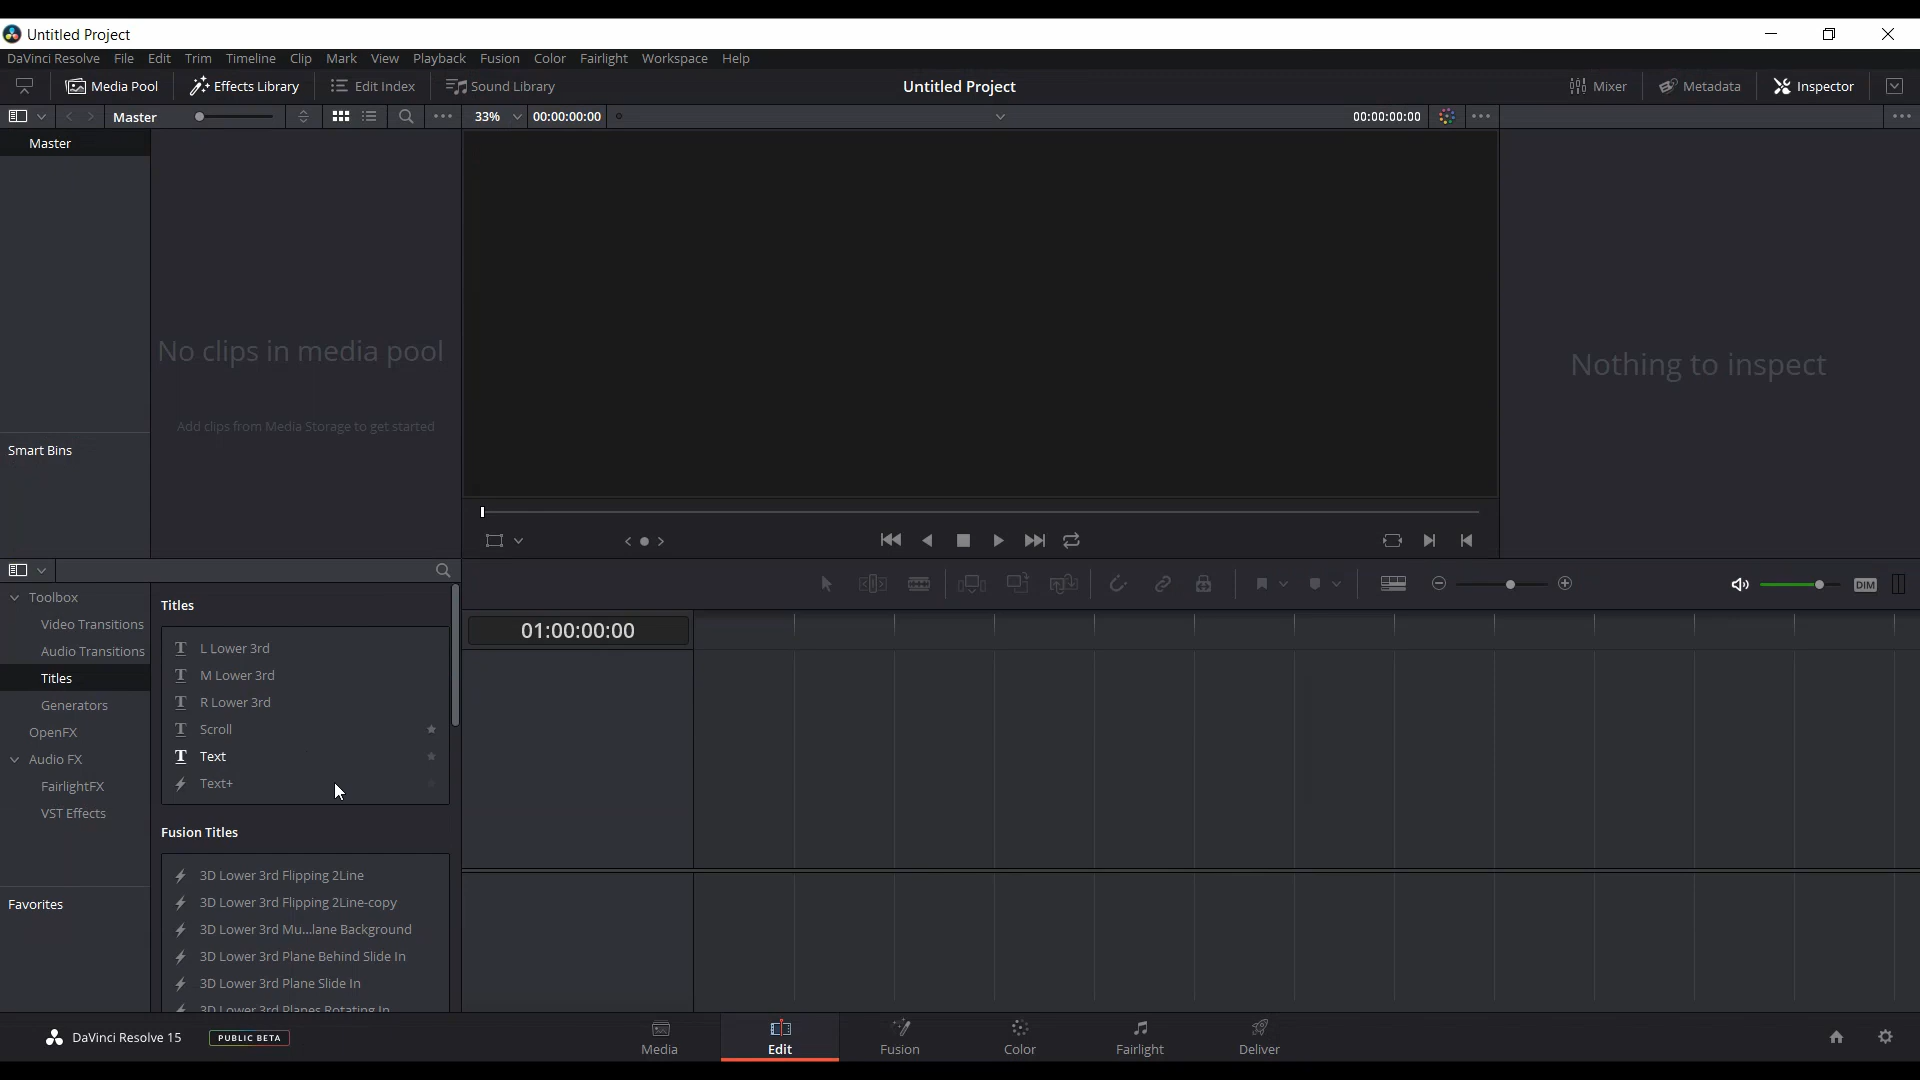 Untitled Project
DaVinci Resolve File Edit Trim Timeline Clip Mark View Playback Fusion Color Fairlight Workspace Help
Media Pool Effects Library Edit Index Sound Library Untitled Project Mixer Metadata Inspector
Master 33% 00:00:00:00 00:00:00:00
Master
No clips in media pool
Add clips from Media Storage to get started
Nothing to inspect
Smart Bins
DIM
Toolbox
Video Transitions
Audio Transitions
Titles
Generators
OpenFX
Audio FX
FairlightFX
VST Effects
Favorites
Titles
L Lower 3rd
M Lower 3rd
R Lower 3rd
Scroll
Text
Text+
Fusion Titles
3D Lower 3rd Flipping 2Line
3D Lower 3rd Flipping 2Line-copy
3D Lower 3rd Mu...lane Background
3D Lower 3rd Plane Behind Slide In
3D Lower 3rd Plane Slide In
3D Lower 3rd Planes Rotating In
01:00:00:00
DaVinci Resolve 15 PUBLIC BETA
Media Edit Fusion Color Fairlight Deliver